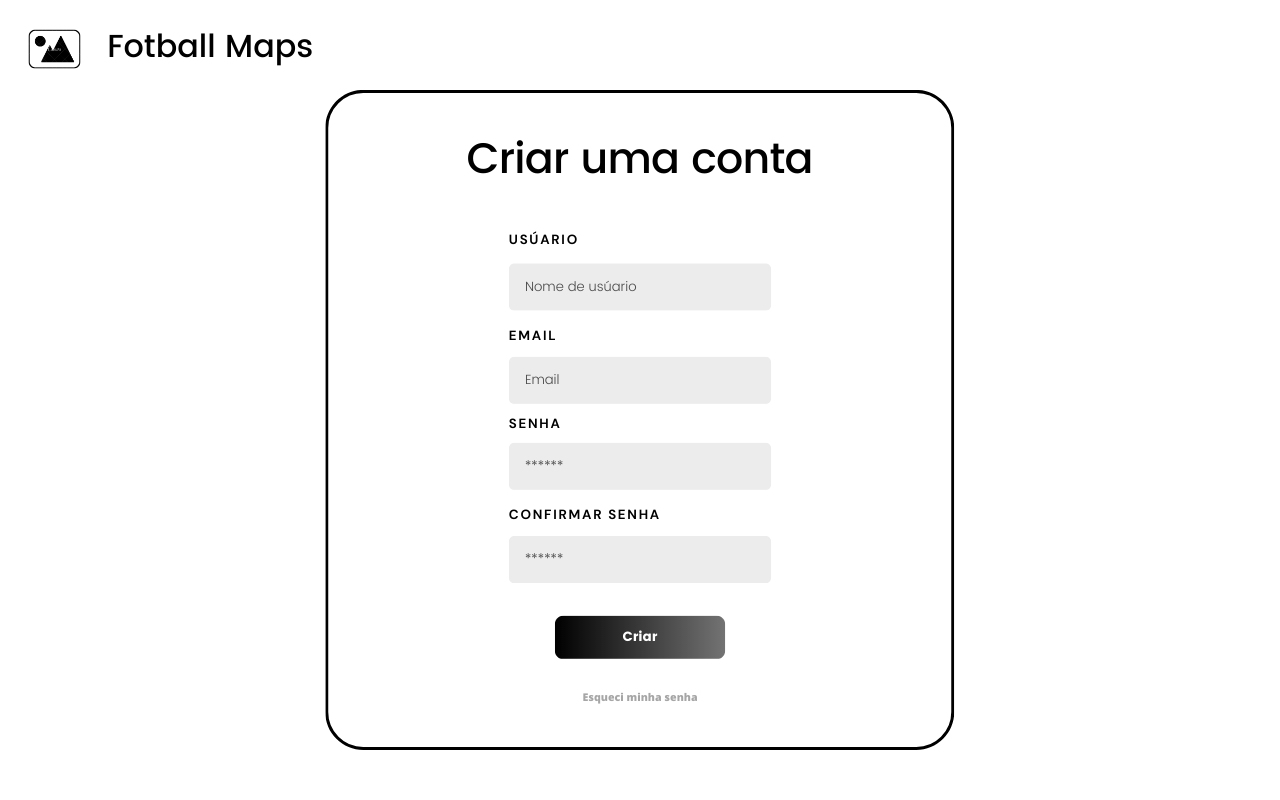 Fotball Maps
Criar uma conta
USÚARIO
Nome de usúario
EMAIL
Email
SENHA
******
CONFIRMAR SENHA
******
Criar
Esqueci minha senha